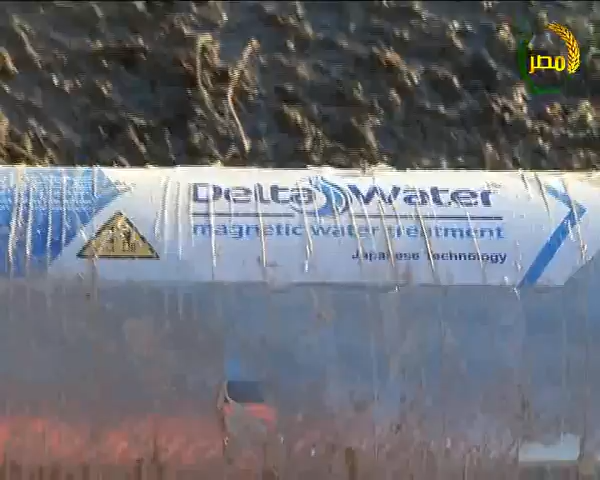 مصر
Delta Water
magnetic water treatment
Japanese Technology